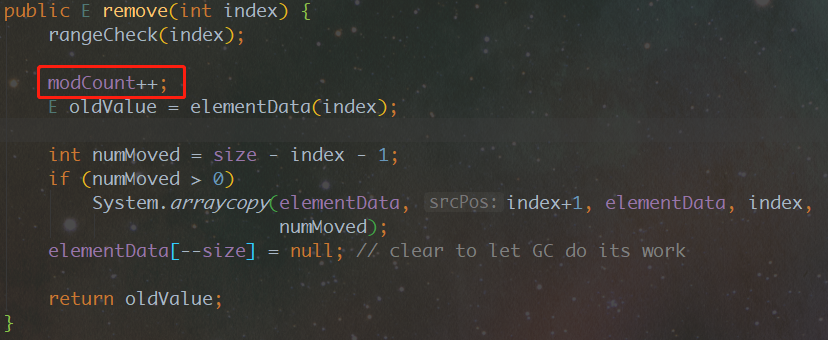 public E remove(int index) {
    rangeCheck(index);

    modCount++;
    E oldValue = elementData(index);

    int numMoved = size - index - 1;
    if (numMoved > 0)
        System.arraycopy(elementData, srcPos: index+1, elementData, index,
                         numMoved);
    elementData[--size] = null; // clear to let GC do its work

    return oldValue;
}